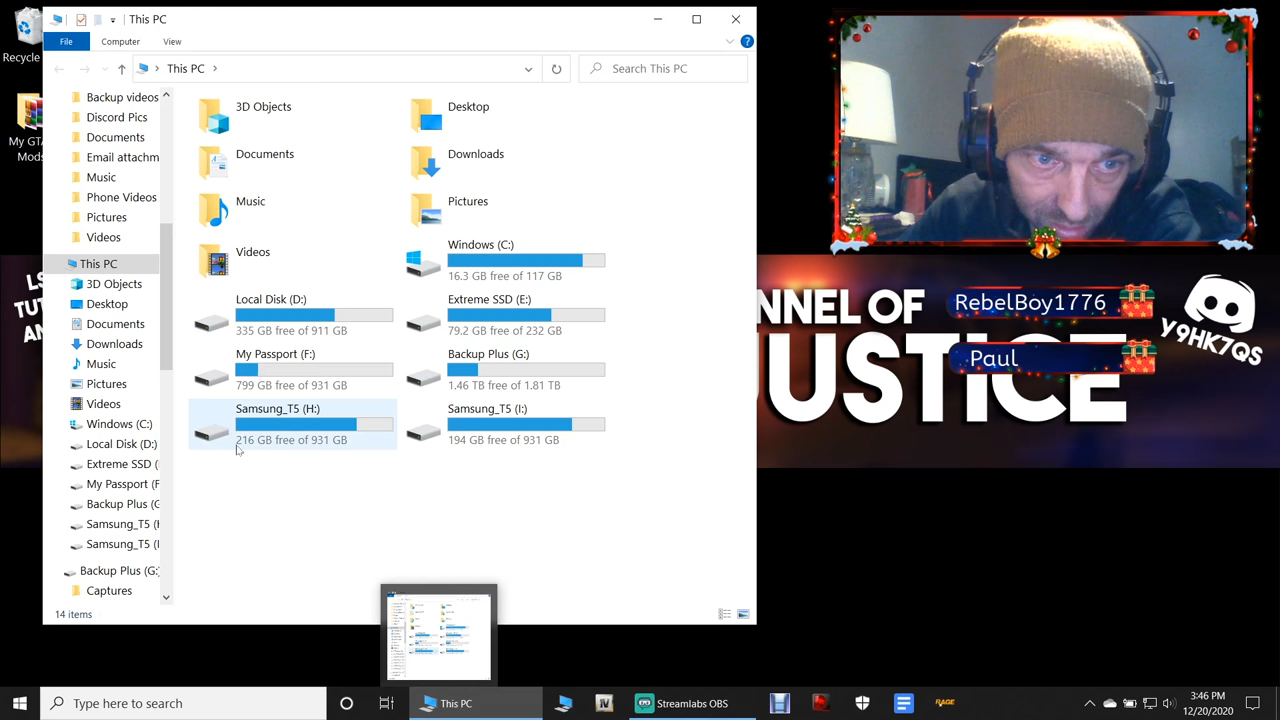 This PC
File
Computer
View
This PC
Search This PC
Recycle
My GTA
Mods
Backup videos
Discord Pics
Documents
Email attachm
Music
Phone Videos
Pictures
Videos
This PC
3D Objects
Desktop
Documents
Downloads
Music
Pictures
Videos
Windows (C:)
Local Disk (D:)
Extreme SSD (
My Passport (F
Backup Plus (G
Samsung_T5 (H
Samsung_T5 (I
Backup Plus (G:
Captures
3D Objects
Desktop
Documents
Downloads
Music
Pictures
Videos
Windows (C:)
16.3 GB free of 117 GB
Local Disk (D:)
335 GB free of 911 GB
Extreme SSD (E:)
79.2 GB free of 232 GB
My Passport (F:)
799 GB free of 931 GB
Backup Plus (G:)
1.46 TB free of 1.81 TB
Samsung_T5 (H:)
216 GB free of 931 GB
Samsung_T5 (I:)
194 GB free of 931 GB
14 items
LS
TUT
AN
NNEL OF
JUSTICE
RebelBoy1776
Paul
Y9HK7QS
Type here to search
This PC
IV
Streamlabs OBS
RAGE
3:46 PM
12/20/2020